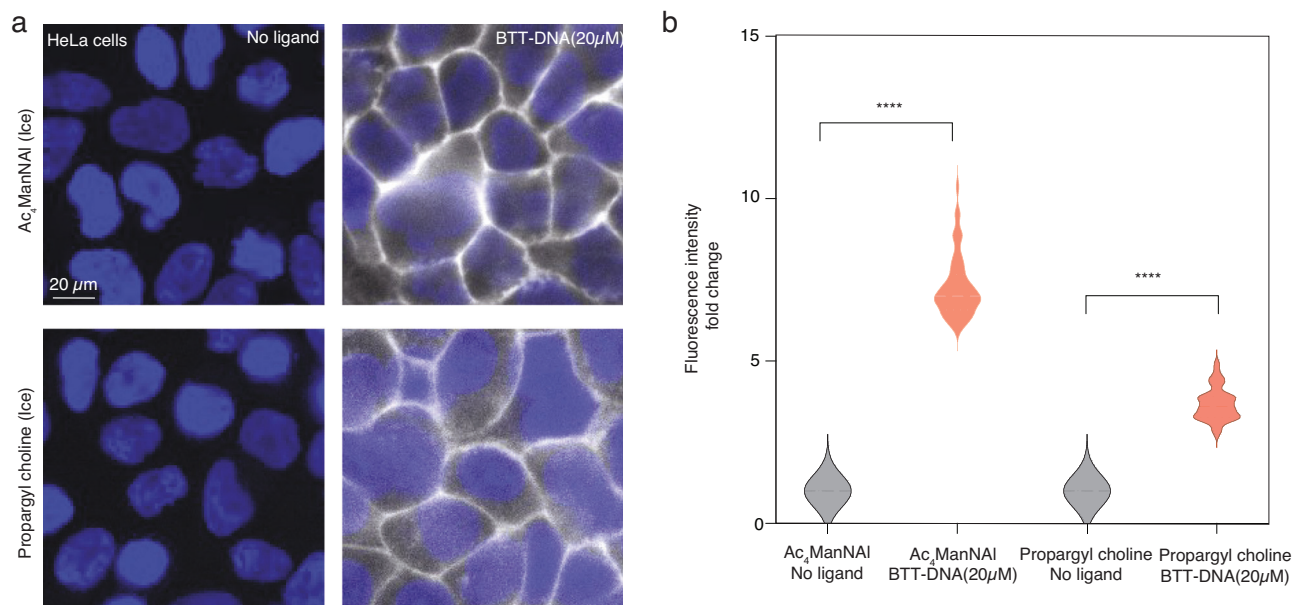 a
HeLa cells
No ligand
BTT-DNA(20µM)
Ac₄ManNAl (Ice)
20 µm
Propargyl choline (Ice)
b
15
10
5
0
Fluorescence intensity
fold change
****
****
Ac₄ManNAl
No ligand
Ac₄ManNAl
BTT-DNA(20µM)
Propargyl choline
No ligand
Propargyl choline
BTT-DNA(20µM)